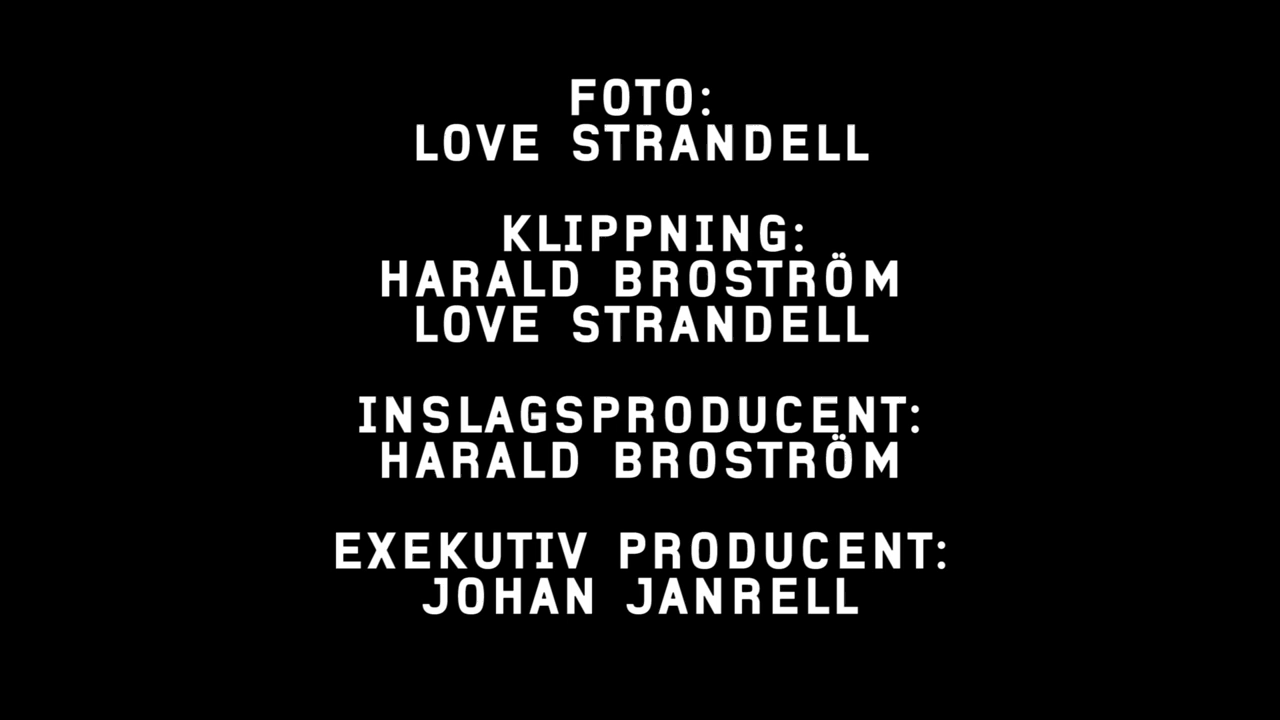 FOTO:
LOVE STRANDELL
KLIPPNING:
HARALD BROSTRÖM
LOVE STRANDELL
INSLAGSPRODUCENT:
HARALD BROSTRÖM
EXEKUTIV PRODUCENT:
JOHAN JANRELL